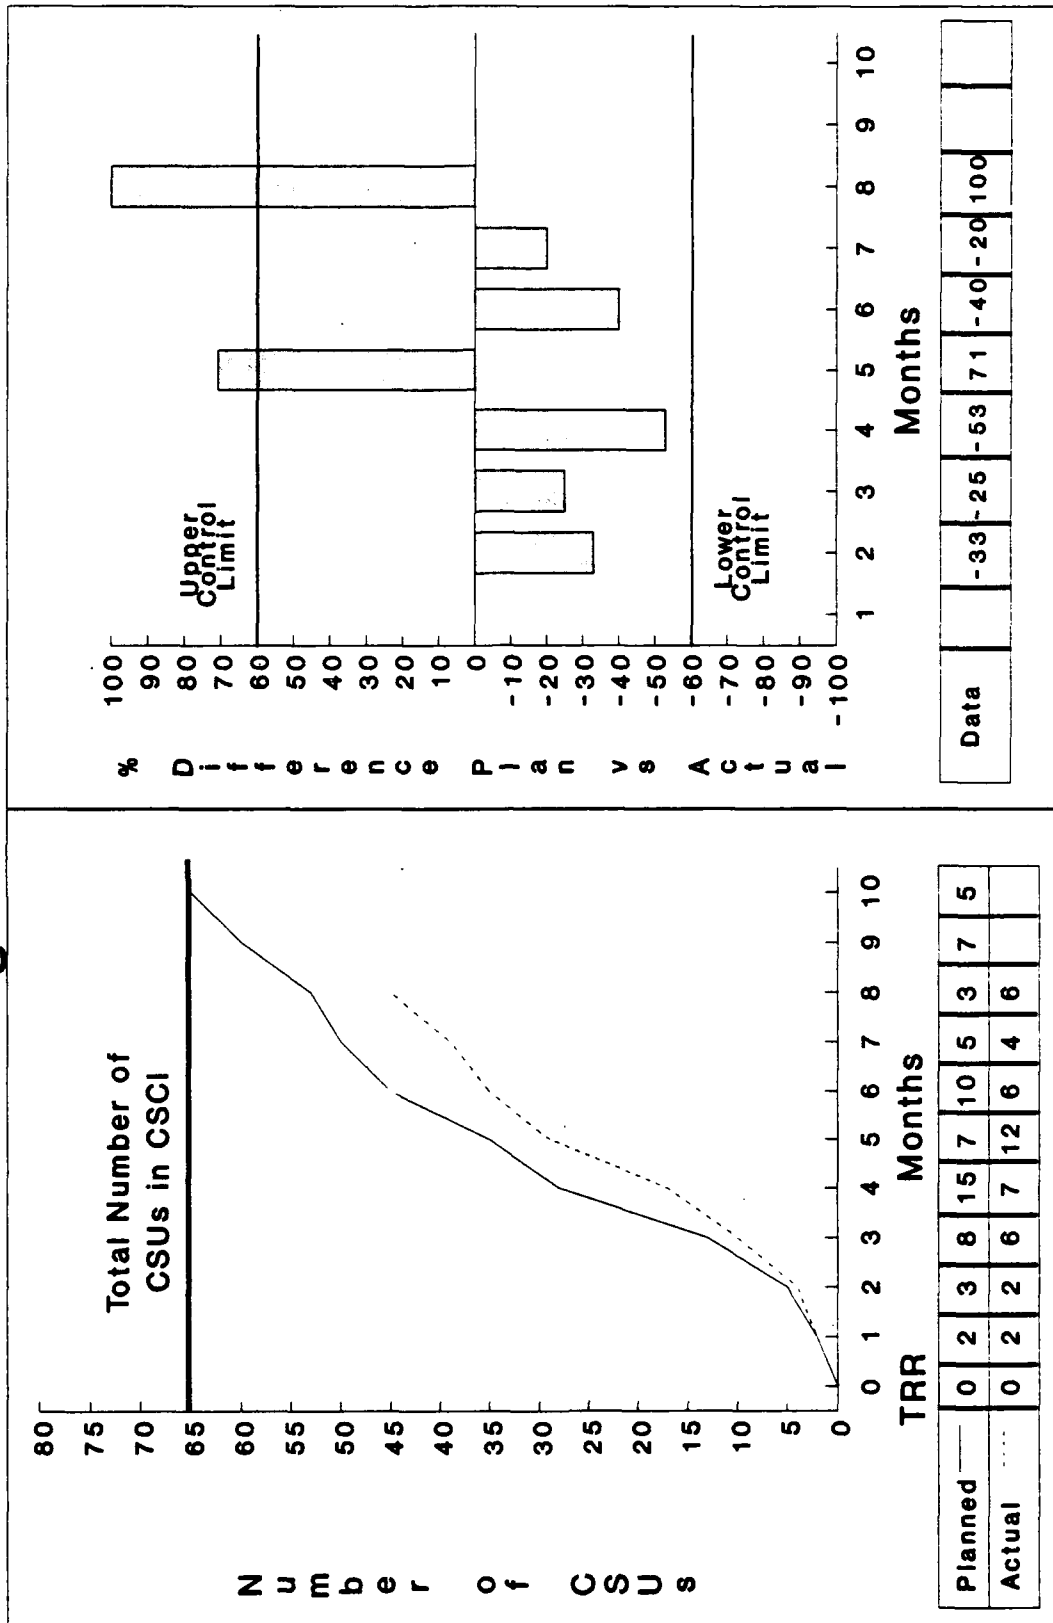 Total Number of
CSUs in CSCI
Number of CSUs
80
75
70
65
60
55
50
45
40
35
30
25
20
15
10
5
0
0 1 2 3 4 5 6 7 8 9 10
TRR Months
Planned 0 2 3 8 15 7 10 5 3 7 5
Actual 0 2 2 6 7 12 6 4 6
% Difference Plan vs Actual
100
90
80
70
60
50
40
30
20
10
0
-10
-20
-30
-40
-50
-60
-70
-80
-90
-100
Upper
Control
Limit
Lower
Control
Limit
1 2 3 4 5 6 7 8 9 10
Months
Data -33 -25 -53 71 -40 -20 100